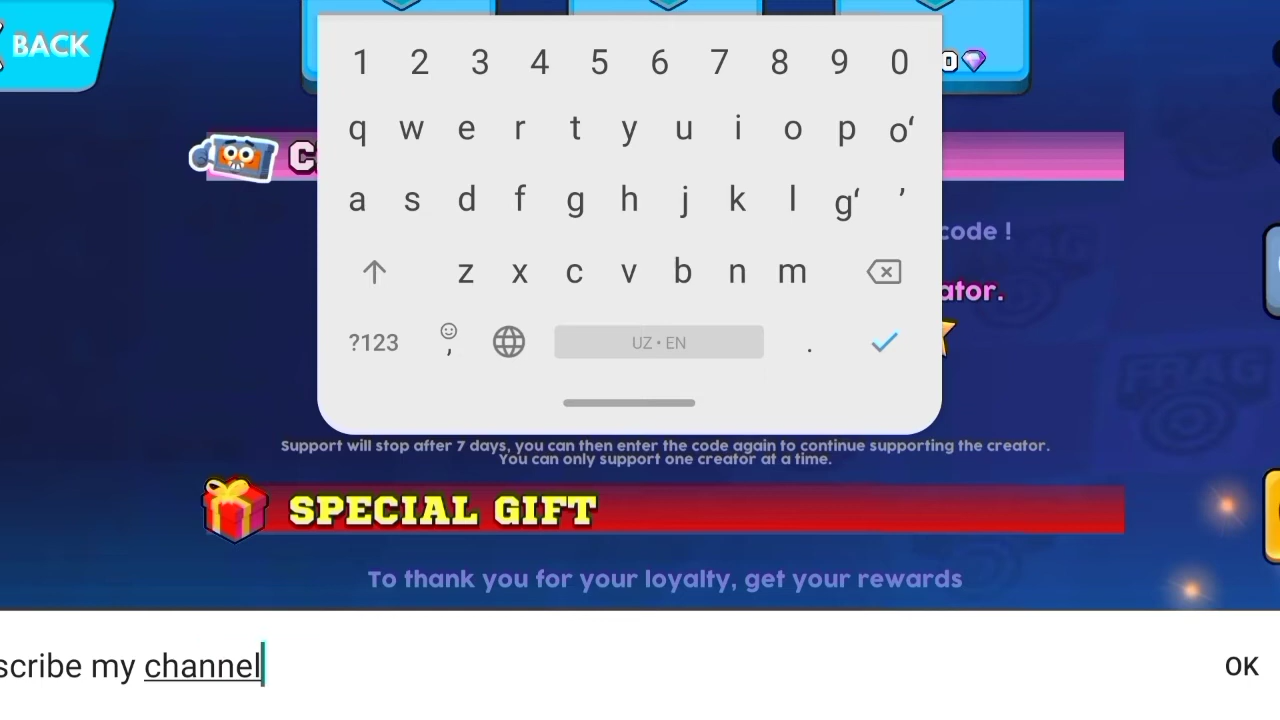 BACK
1 2 3 4 5 6 7 8 9 0
q w e r t y u i o p oʻ
a s d f g h j k l gʻ ʼ
code !
z x c v b n m
ator.
?123 , UZ • EN .
FRAG
Support will stop after 7 days, you can then enter the code again to continue supporting the creator.
You can only support one creator at a time.
SPECIAL GIFT
To thank you for your loyalty, get your rewards
scribe my channel
OK